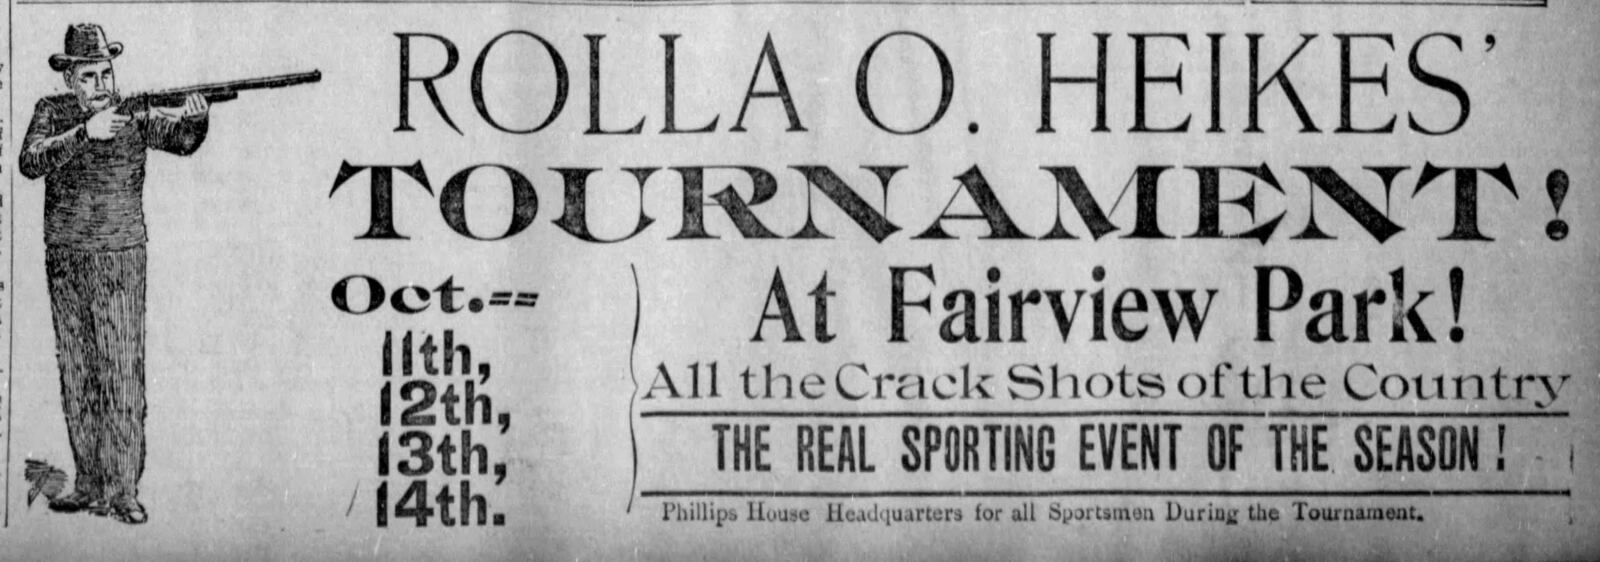 ROLLA O. HEIKES'
TOURNAMENT!
Oct.==
11th,
12th,
13th,
14th.
At Fairview Park!
All the Crack Shots of the Country
THE REAL SPORTING EVENT OF THE SEASON!
Phillips House Headquarters for all Sportsmen During the Tournament.